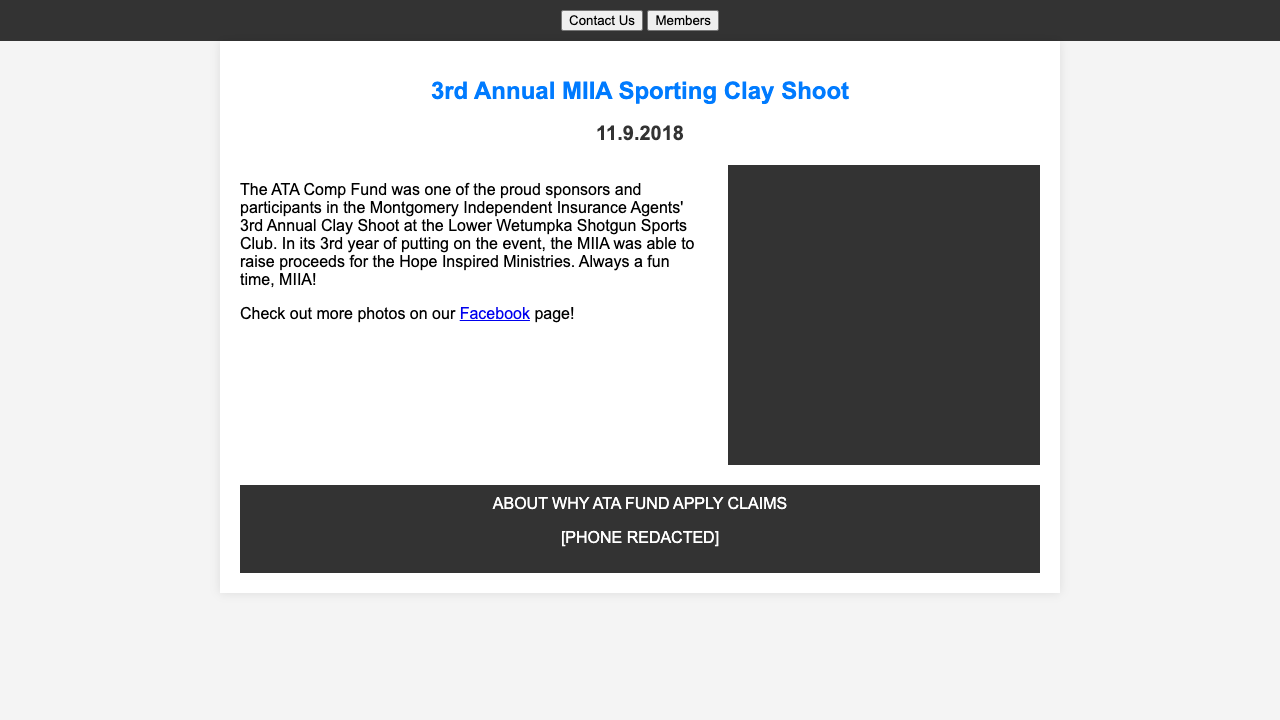 Contact Us Members
3rd Annual MIIA Sporting Clay Shoot
11.9.2018
The ATA Comp Fund was one of the proud sponsors and
participants in the Montgomery Independent Insurance Agents'
3rd Annual Clay Shoot at the Lower Wetumpka Shotgun Sports
Club. In its 3rd year of putting on the event, the MIIA was able to
raise proceeds for the Hope Inspired Ministries. Always a fun
time, MIIA!
Check out more photos on our Facebook page!
ABOUT WHY ATA FUND APPLY CLAIMS
[PHONE REDACTED]